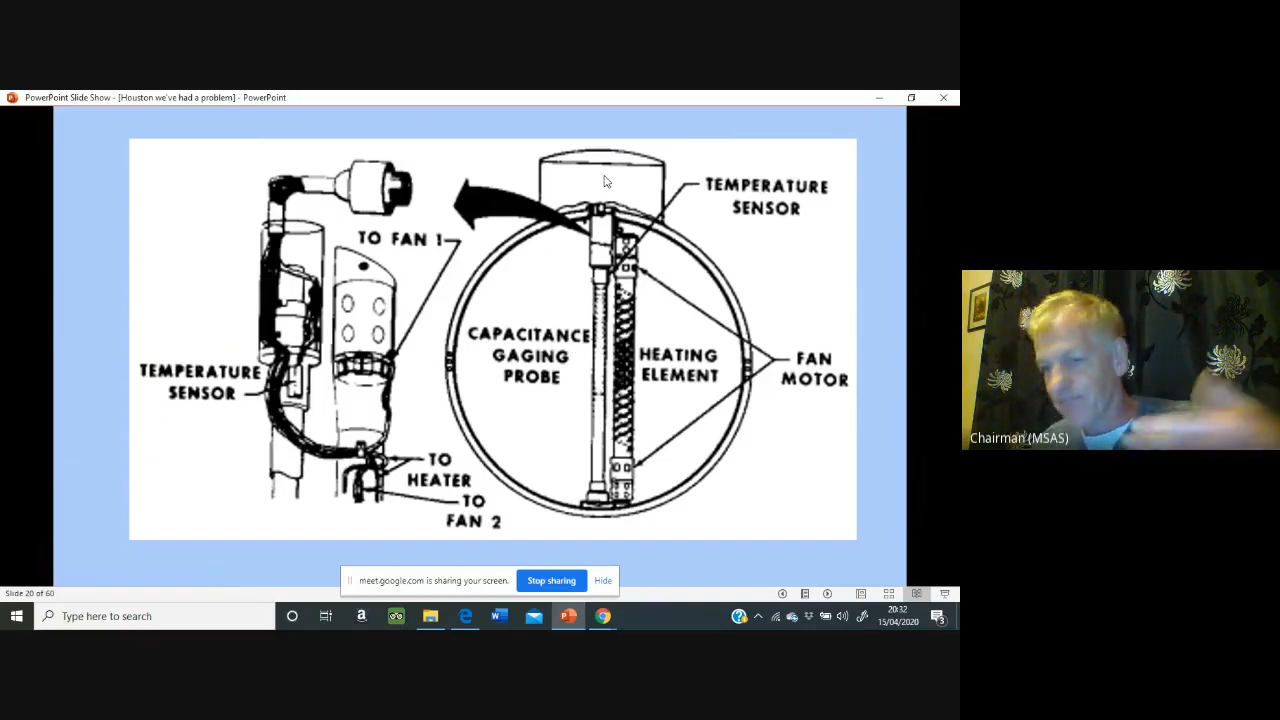 PowerPoint Slide Show - [Houston we've had a problem] - PowerPoint
TEMPERATURE
SENSOR
TO FAN 1
CAPACITANCE
GAGING
PROBE
HEATING
ELEMENT
FAN
MOTOR
TEMPERATURE
SENSOR
TO
HEATER
TO
FAN 2
Chairman (MSAS)
meet.google.com is sharing your screen.
Stop sharing
Hide
Slide 20 of 60
Type here to search
20:32
15/04/2020
3